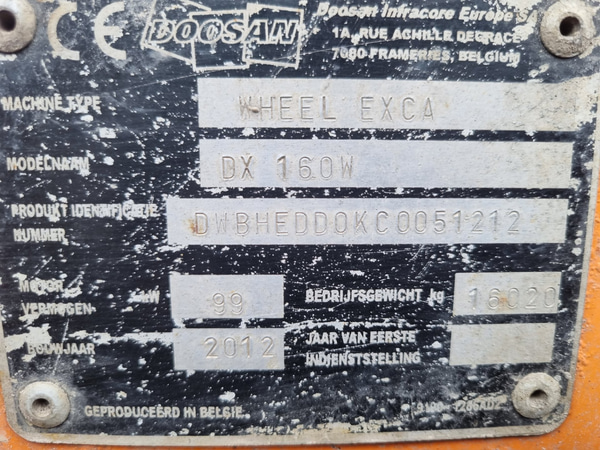 CE DOOSAN Doosan Infracore Europe S.A.
1A, RUE ACHILLE DEGRACE
7080 FRAMERIES, BELGIUM
MACHINE TYPE WHEEL EXCA
MODELNAAM DX 160W
PRODUKT IDENTIFICATIE NUMMER DWBHEDD0KC0051212
MOTOR VERMOGEN kW 99 BEDRIJFSGEWICHT kg 16020
BOUWJAAR 2012 JAAR VAN EERSTE INDIENSTSTELLING
GEPRODUCEERD IN BELGIE